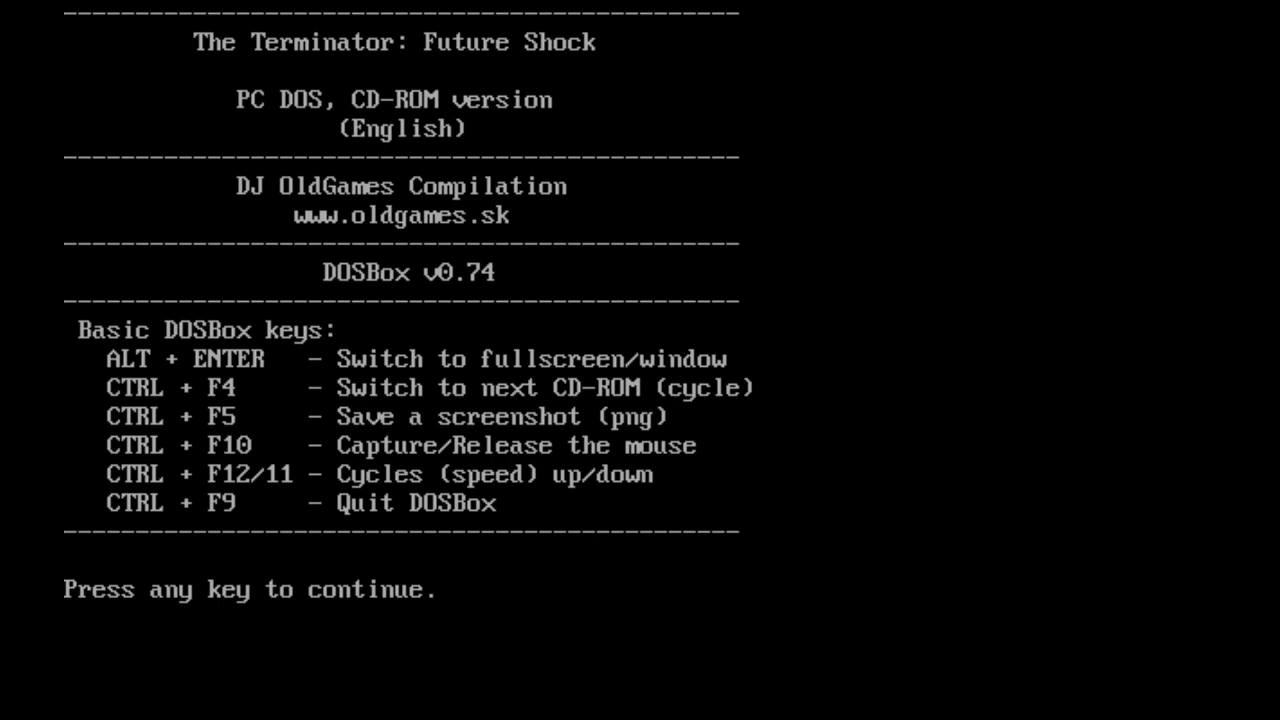 -----------------------------------------------
The Terminator: Future Shock
PC DOS, CD-ROM version
(English)
-----------------------------------------------
DJ OldGames Compilation
www.oldgames.sk
-----------------------------------------------
DOSBox v0.74
-----------------------------------------------
Basic DOSBox keys:
ALT + ENTER   - Switch to fullscreen/window
CTRL + F4     - Switch to next CD-ROM (cycle)
CTRL + F5     - Save a screenshot (png)
CTRL + F10    - Capture/Release the mouse
CTRL + F12/11 - Cycles (speed) up/down
CTRL + F9     - Quit DOSBox
-----------------------------------------------
Press any key to continue.